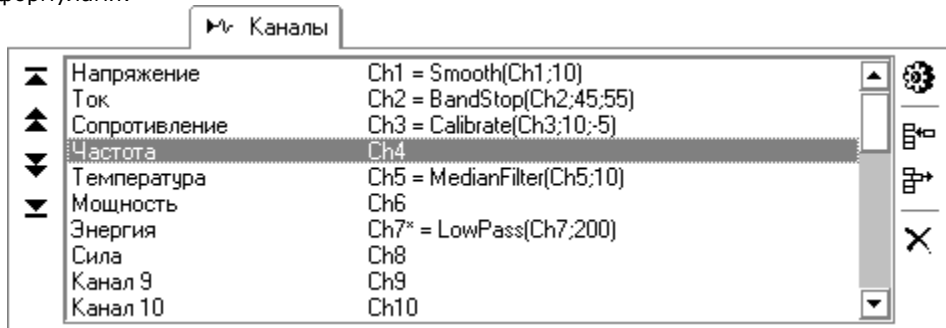 Каналы
Напряжение Ch1 = Smooth(Ch1;10)
Ток Ch2 = BandStop(Ch2;45;55)
Сопротивление Ch3 = Calibrate(Ch3;10;-5)
Частота Ch4
Температура Ch5 = MedianFilter(Ch5;10)
Мощность Ch6
Энергия Ch7* = LowPass(Ch7;200)
Сила Ch8
Канал 9 Ch9
Канал 10 Ch10